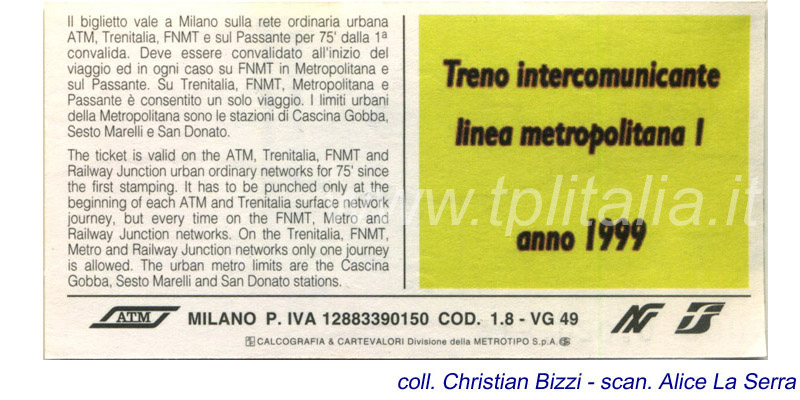 Il biglietto vale a Milano sulla rete ordinaria urbana
ATM, Trenitalia, FNMT e sul Passante per 75' dalla 1ª
convalida. Deve essere convalidato all'inizio del
viaggio ed in ogni caso su FNMT in Metropolitana e
sul Passante. Su Trenitalia, FNMT, Metropolitana e
Passante è consentito un solo viaggio. I limiti urbani
della Metropolitana sono le stazioni di Cascina Gobba,
Sesto Marelli e San Donato.
The ticket is valid on the ATM, Trenitalia, FNMT and
Railway Junction urban ordinary networks for 75' since
the first stamping. It has to be punched only at the
beginning of each ATM and Trenitalia surface network
journey, but every time on the FNMT, Metro and
Railway Junction networks. On the Trenitalia, FNMT,
Metro and Railway Junction networks only one journey
is allowed. The urban metro limits are the Cascina
Gobba, Sesto Marelli and San Donato stations.
Treno intercomunicante
linea metropolitana 1
anno 1999
www.tplitalia.it
ATM MILANO P. IVA 12883390150 COD. 1.8 - VG 49
CALCOGRAFIA & CARTEVALORI Divisione della METROTIPO S.p.A.
coll. Christian Bizzi - scan. Alice La Serra